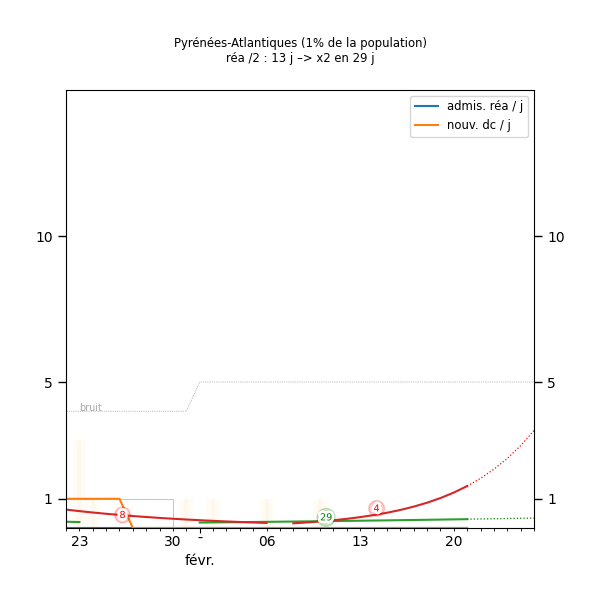 Pyrénées-Atlantiques (1% de la population)
réa /2 : 13 j –> x2 en 29 j
admis. réa / j
nouv. dc / j
10 10
5 5
bruit
1 1
8 29 4
23 30 - 06 13 20
févr.